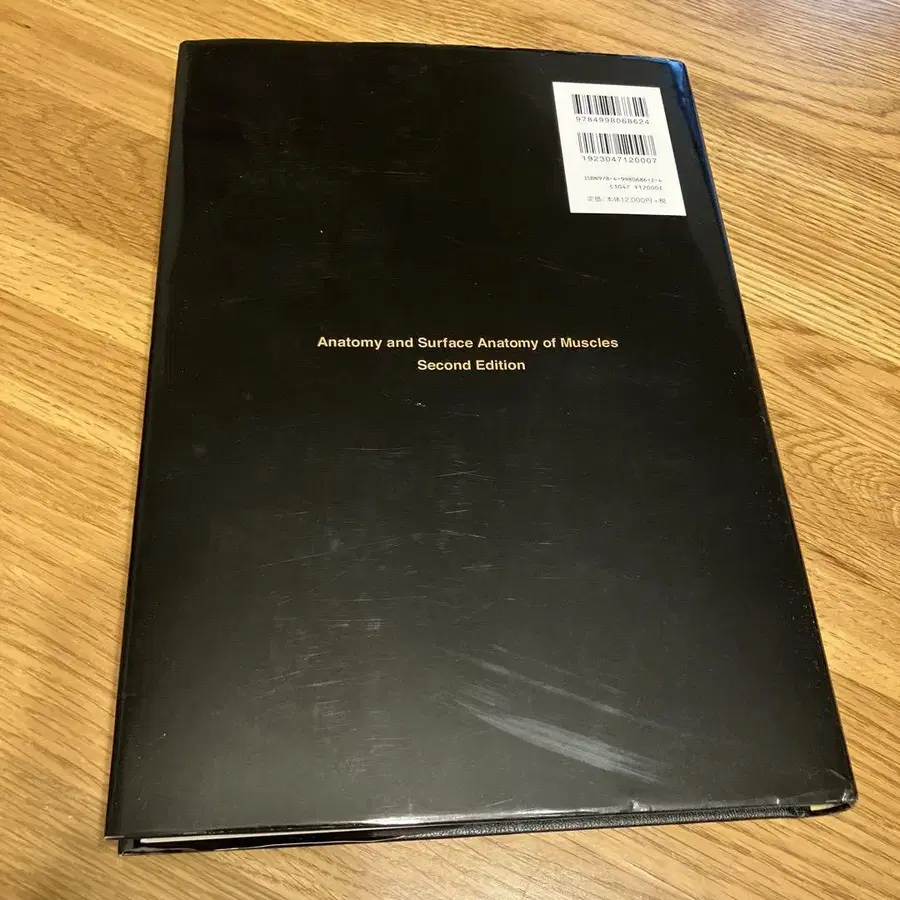 9784998068624
1923047120007
ISBN978-4-9980686-2-4
C3047 ¥12000E
定価:本体12,000円+税
Anatomy and Surface Anatomy of Muscles
Second Edition